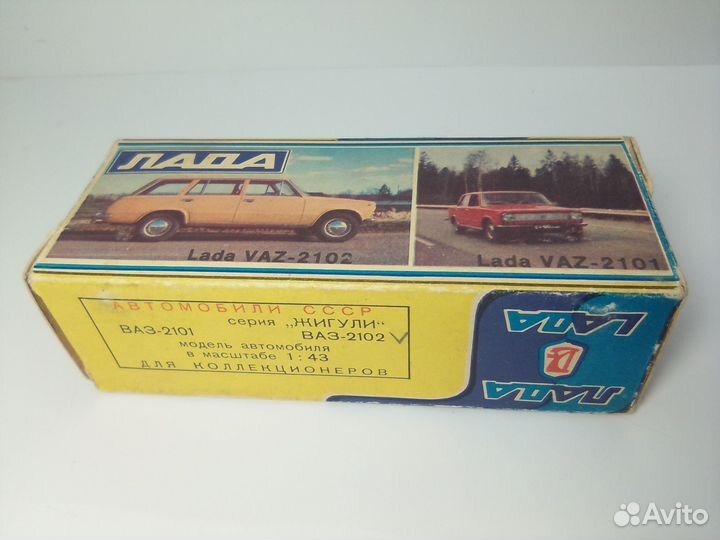 ЛАДА
Lada VAZ-2102
Lada VAZ-2101
АВТОМОБИЛИ СССР
серия „ЖИГУЛИ“
ВАЗ-2101 ВАЗ-2102
модель автомобиля
в масштабе 1:43
ДЛЯ КОЛЛЕКЦИОНЕРОВ
LADA
ЛАДА
Avito